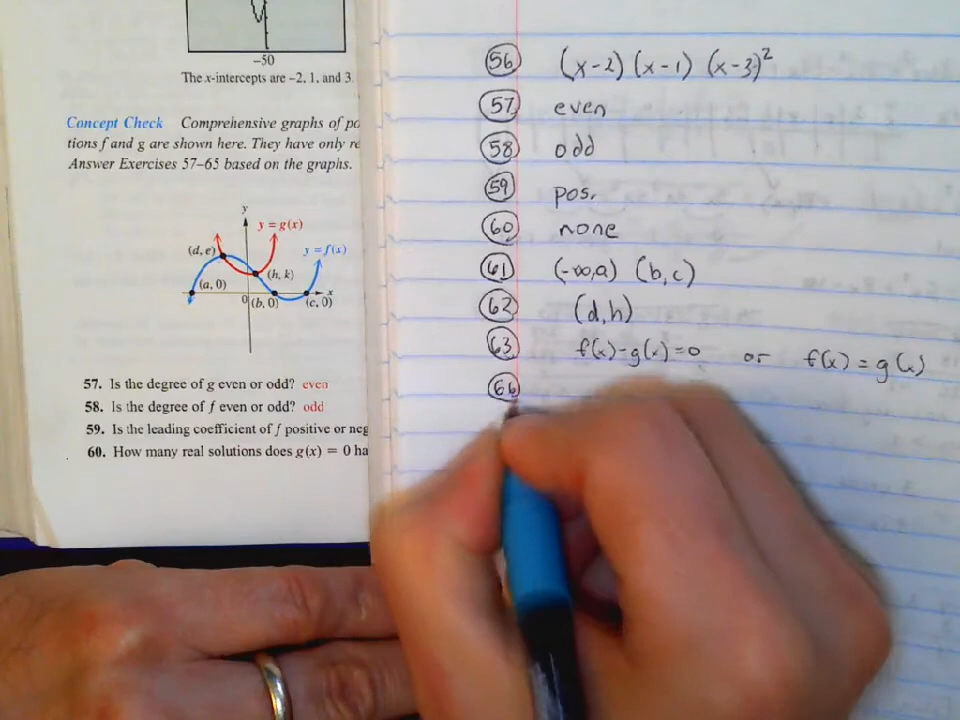 -50
The x-intercepts are -2, 1, and 3.
Concept Check Comprehensive graphs of po
tions f and g are shown here. They have only re
Answer Exercises 57–65 based on the graphs.
y
y = g(x)
(d, e)
y = f(x)
(h, k)
(a, 0)
x
0
(b, 0)
(c, 0)
57. Is the degree of g even or odd? even
58. Is the degree of f even or odd? odd
59. Is the leading coefficient of f positive or neg
60. How many real solutions does g(x) = 0 ha
56 (x-2)(x-1)(x-3)²
57 even
58 odd
59 pos.
60 none
61 (-∞,a) (b,c)
62 (d,h)
63 f(x)-g(x)=0 or f(x)=g(x)
66